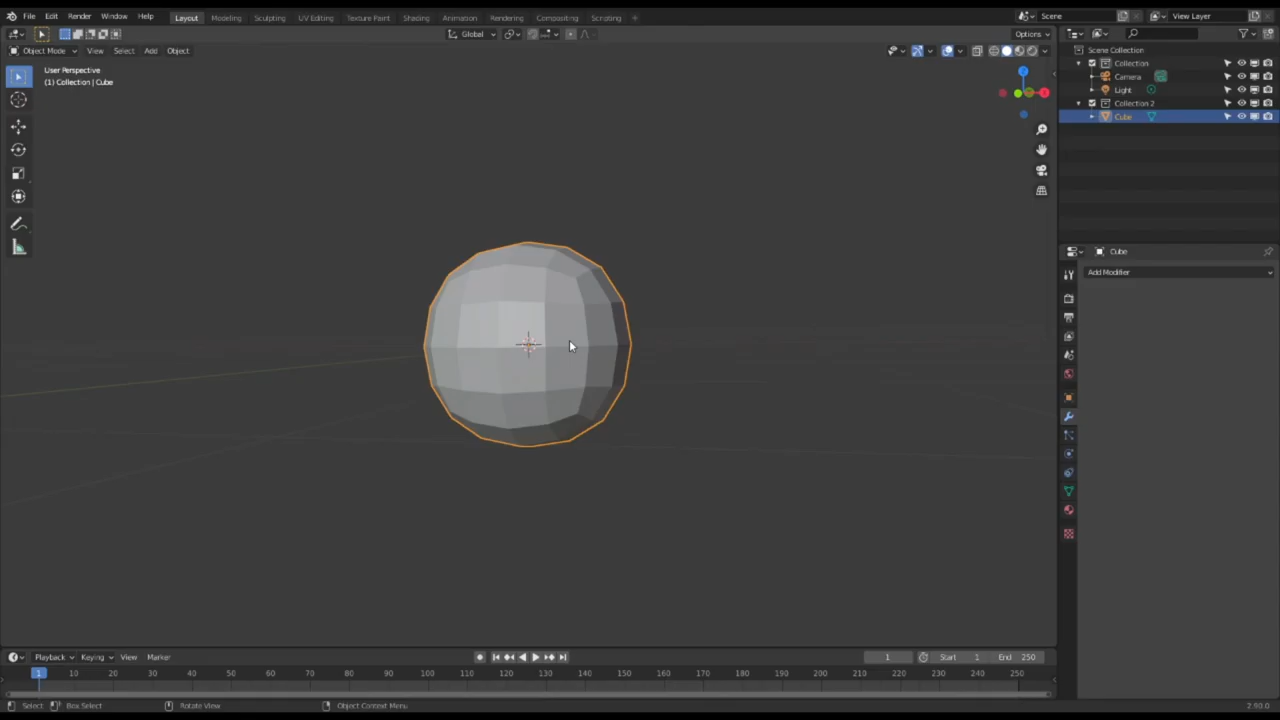 File Edit Render Window Help Layout Modeling Sculpting UV Editing Texture Paint Shading Animation Rendering Compositing Scripting + Scene View Layer
Global Options
Object Mode View Select Add Object
Scene Collection
Collection
Camera
Light
Collection 2
Cube
User Perspective
(1) Collection | Cube
Cube
Add Modifier
Playback Keying View Marker 1 Start 1 End 250
1 10 20 30 40 50 60 70 80 90 100 110 120 130 140 150 160 170 180 190 200 210 220 230 240 250
Select Box Select Rotate View Object Context Menu 2.90.0